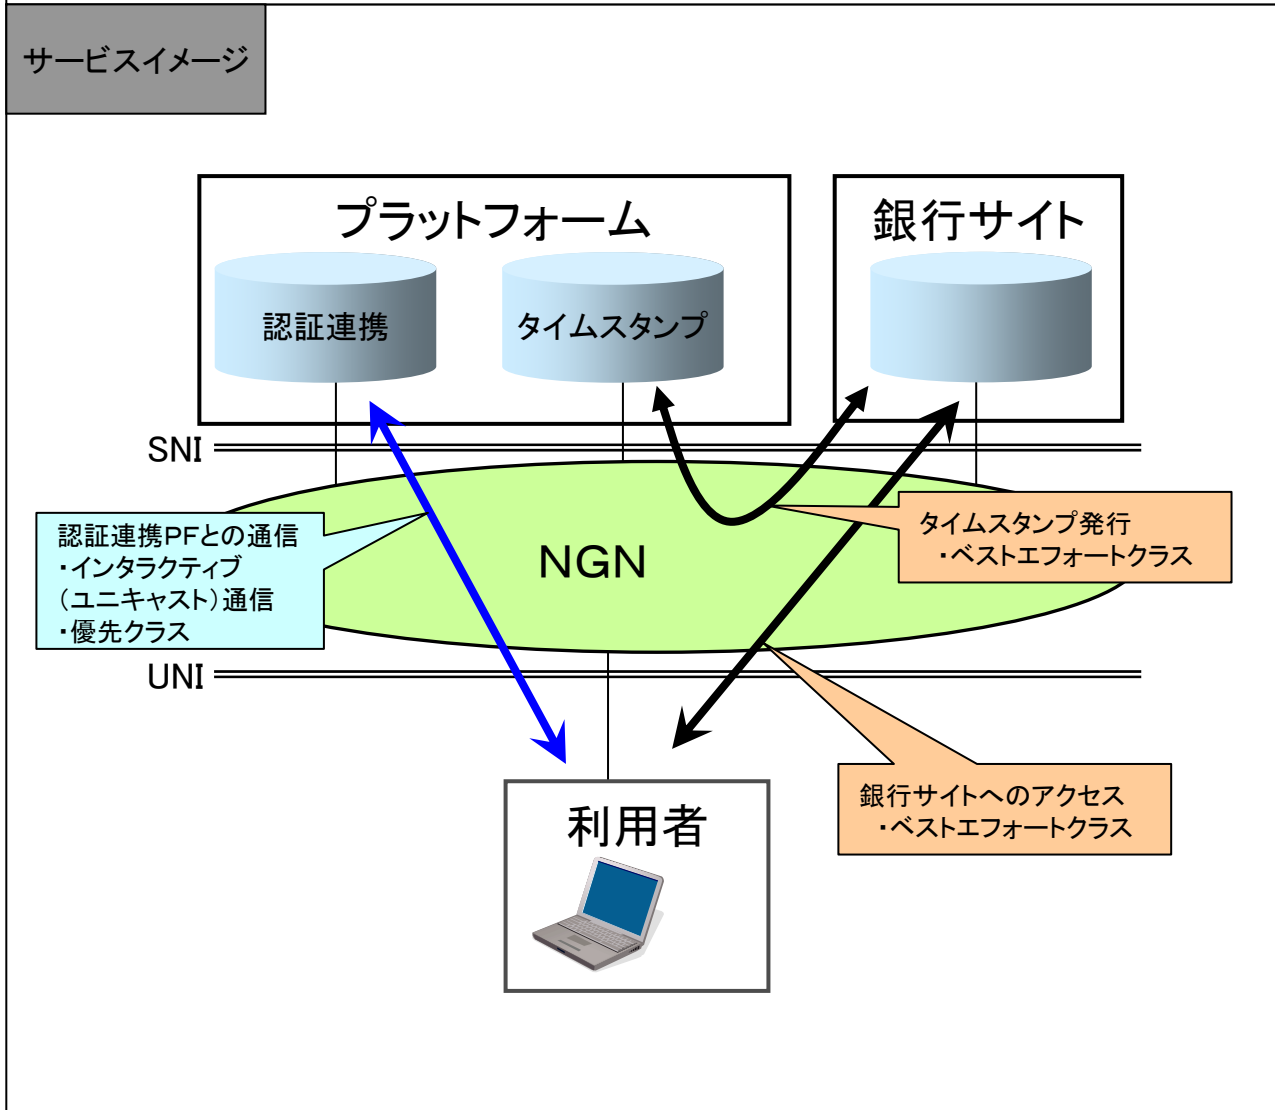 サービスイメージ
プラットフォーム
銀行サイト
認証連携
タイムスタンプ
SNI
認証連携PFとの通信
・インタラクティブ
（ユニキャスト）通信
・優先クラス
NGN
タイムスタンプ発行
・ベストエフォートクラス
UNI
銀行サイトへのアクセス
・ベストエフォートクラス
利用者